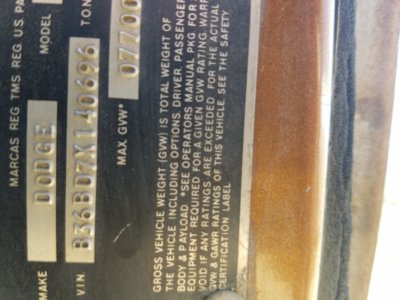 MARCAS REG TMS REG. U.S. PA
MAKE DODGE MODEL
V.I.N. B36BD7X140696 T.O.N
MAX. GVW* 07700
GROSS VEHICLE WEIGHT (GVW) IS TOTAL WEIGHT OF
THE VEHICLE INCLUDING OPTIONS, DRIVER, PASSENGER
BODY & PAYLOAD. *SEE OPERATORS MANUAL PKG FOR
EQUIPMENT REQUIRED FOR A GIVEN GVW RATING WARR
VOID IF ANY RATINGS ARE EXCEEDED FOR THE ACTUAL
GVW & GAWR RATINGS OF THIS VEHICLE, SEE THE SAFETY
CERTIFICATION LABEL